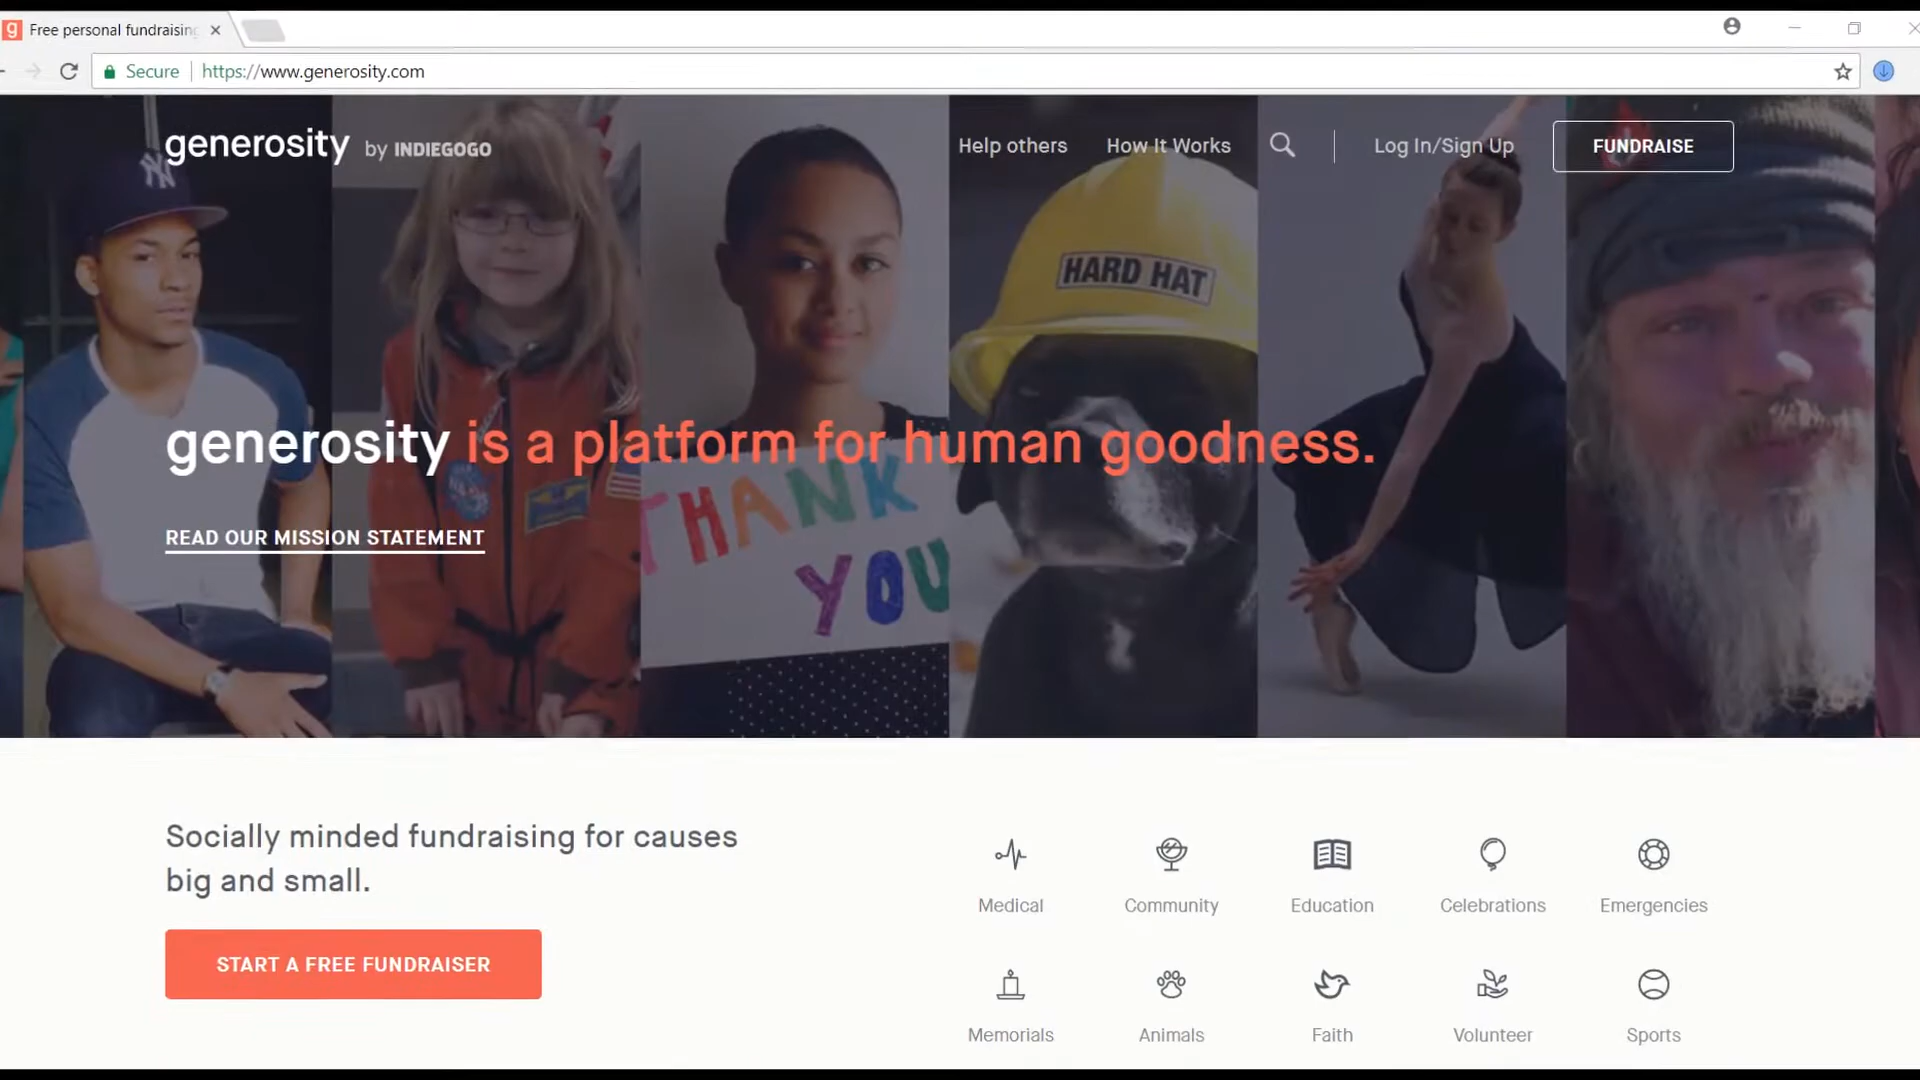 Free personal fundraising
Secure
https://www.generosity.com
generosity by INDIEGOGO
Help others
How It Works
Log In/Sign Up
FUNDRAISE
NY
HARD HAT
generosity is a platform for human goodness.
THANK
YOU
READ OUR MISSION STATEMENT
Socially minded fundraising for causes
big and small.
START A FREE FUNDRAISER
Medical
Community
Education
Celebrations
Emergencies
Memorials
Animals
Faith
Volunteer
Sports